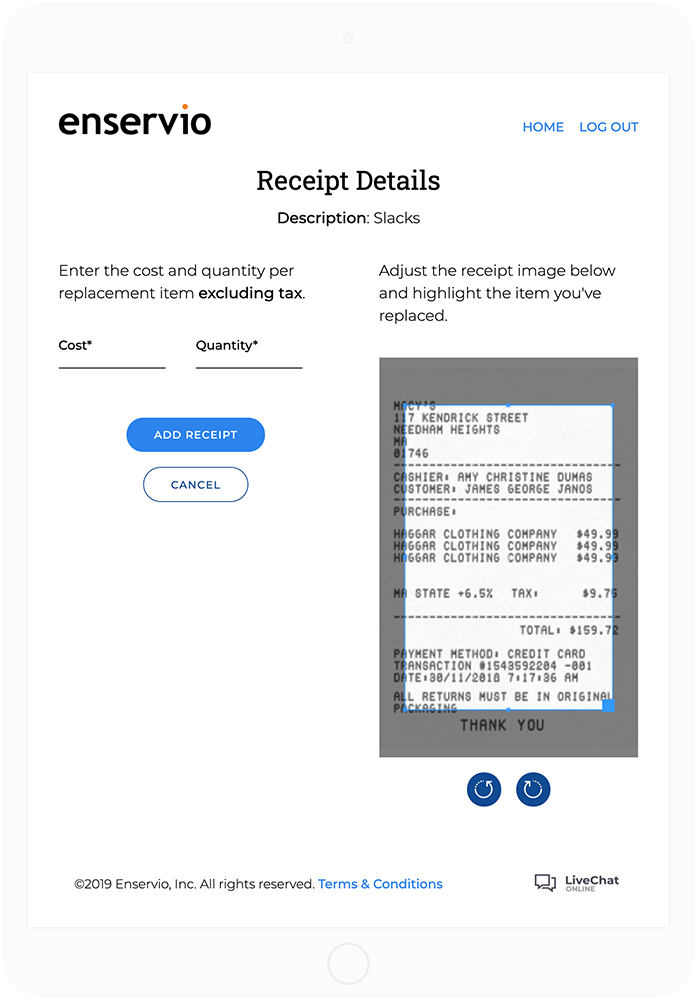 enservio
HOME LOG OUT
Receipt Details
Description: Slacks
Enter the cost and quantity per
replacement item excluding tax.
Cost* Quantity*
ADD RECEIPT
CANCEL
Adjust the receipt image below
and highlight the item you've
replaced.
MACY'S
117 KENDRICK STREET
NEEDHAM HEIGHTS
MA
01746
CASHIER: AMY CHRISTINE DUMAS
CUSTOMER: JAMES GEORGE JANOS
PURCHASE:
HAGGAR CLOTHING COMPANY $49.99
HAGGAR CLOTHING COMPANY $49.99
HAGGAR CLOTHING COMPANY $49.99
MA STATE +6.5% TAX: $9.75
TOTAL: $159.72
PAYMENT METHOD: CREDIT CARD
TRANSACTION #1543592204 -001
DATE:30/11/2018 7:17:36 AM
ALL RETURNS MUST BE IN ORIGINAL
PACKAGING
THANK YOU
©2019 Enservio, Inc. All rights reserved. Terms & Conditions
LiveChat
ONLINE